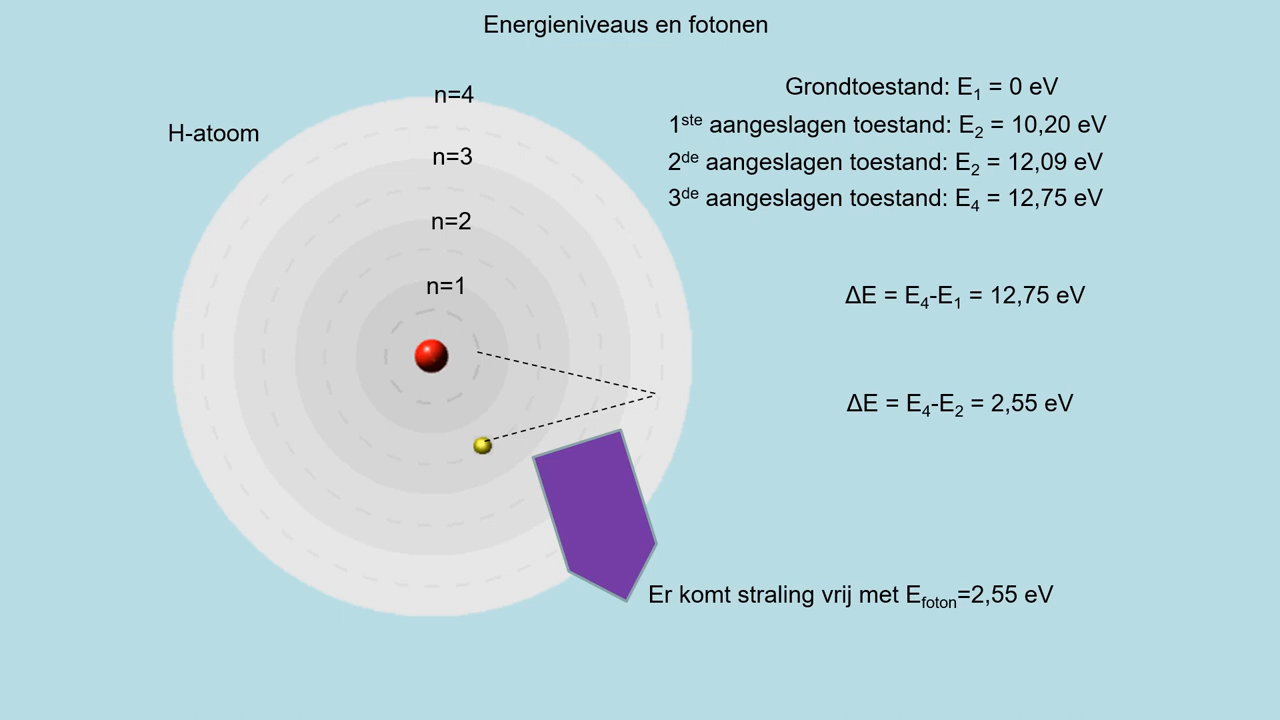 Energieniveaus en fotonen
n=4
H-atoom
n=3
n=2
n=1
Grondtoestand: E₁ = 0 eV
1ˢᵗᵉ aangeslagen toestand: E₂ = 10,20 eV
2ᵈᵉ aangeslagen toestand: E₂ = 12,09 eV
3ᵈᵉ aangeslagen toestand: E₄ = 12,75 eV
ΔE = E₄-E₁ = 12,75 eV
ΔE = E₄-E₂ = 2,55 eV
Er komt straling vrij met E_foton=2,55 eV